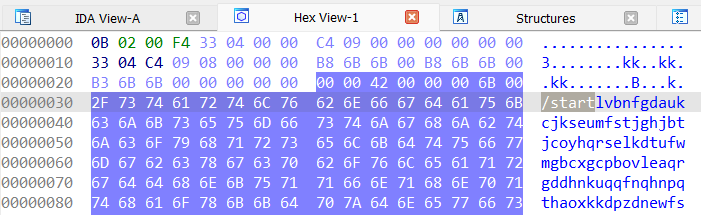 IDA View-A Hex View-1 Structures
00000000 0B 02 00 F4 33 04 00 00 C4 09 00 00 00 00 00 00 ....3...........
00000010 33 04 C4 09 08 00 00 00 B8 6B 6B 00 B8 6B 6B 00 3........kk..kk.
00000020 B3 6B 6B 00 00 00 00 00 00 00 42 00 00 00 6B 00 .kk.......B...k.
00000030 2F 73 74 61 72 74 6C 76 62 6E 66 67 64 61 75 6B /startlvbnfgdauk
00000040 63 6A 6B 73 65 75 6D 66 73 74 6A 67 68 6A 62 74 cjkseumfstjghjbt
00000050 6A 63 6F 79 68 71 72 73 65 6C 6B 64 74 75 66 77 jcoyhqrselkdtufw
00000060 6D 67 62 63 78 67 63 70 62 6F 76 6C 65 61 71 72 mgbcxgcpbovleaqr
00000070 67 64 64 68 6E 6B 75 71 71 66 6E 71 68 6E 70 71 gddhnkuqqfnqhnpq
00000080 74 68 61 6F 78 6B 6B 64 70 7A 64 6E 65 77 66 73 thaoxkkdpzdnewfs